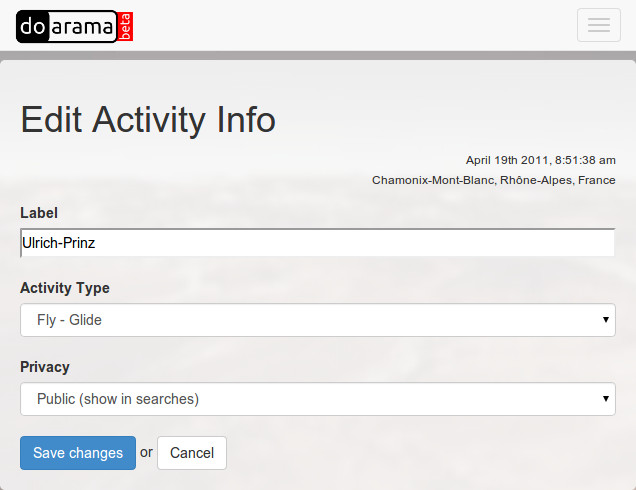 doarama beta
Edit Activity Info
April 19th 2011, 8:51:38 am
Chamonix-Mont-Blanc, Rhône-Alpes, France
Label
Ulrich-Prinz
Activity Type
Fly - Glide
Privacy
Public (show in searches)
Save changes or Cancel